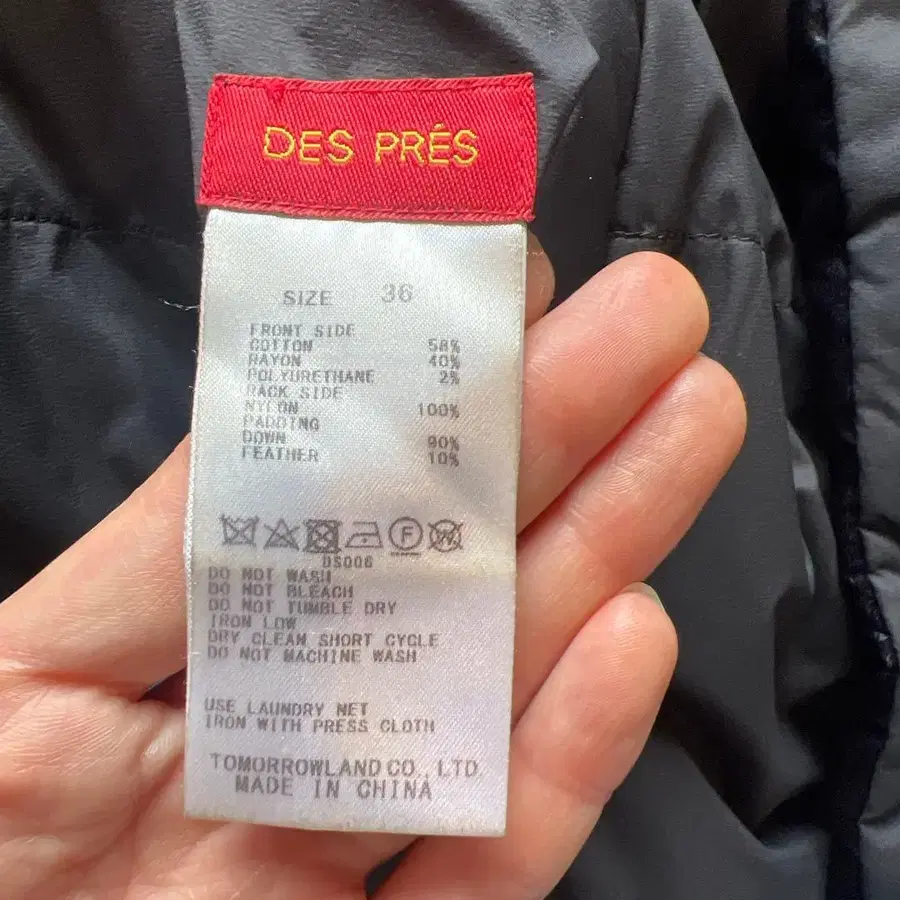 DES PRÉS
SIZE 36
FRONT SIDE
COTTON 58%
RAYON 40%
POLYURETHANE 2%
BACK SIDE
NYLON 100%
PADDING
DOWN 90%
FEATHER 10%
F W
DS006
DO NOT WASH
DO NOT BLEACH
DO NOT TUMBLE DRY
IRON LOW
DRY CLEAN SHORT CYCLE
DO NOT MACHINE WASH
USE LAUNDRY NET
IRON WITH PRESS CLOTH
TOMORROWLAND CO., LTD.
MADE IN CHINA